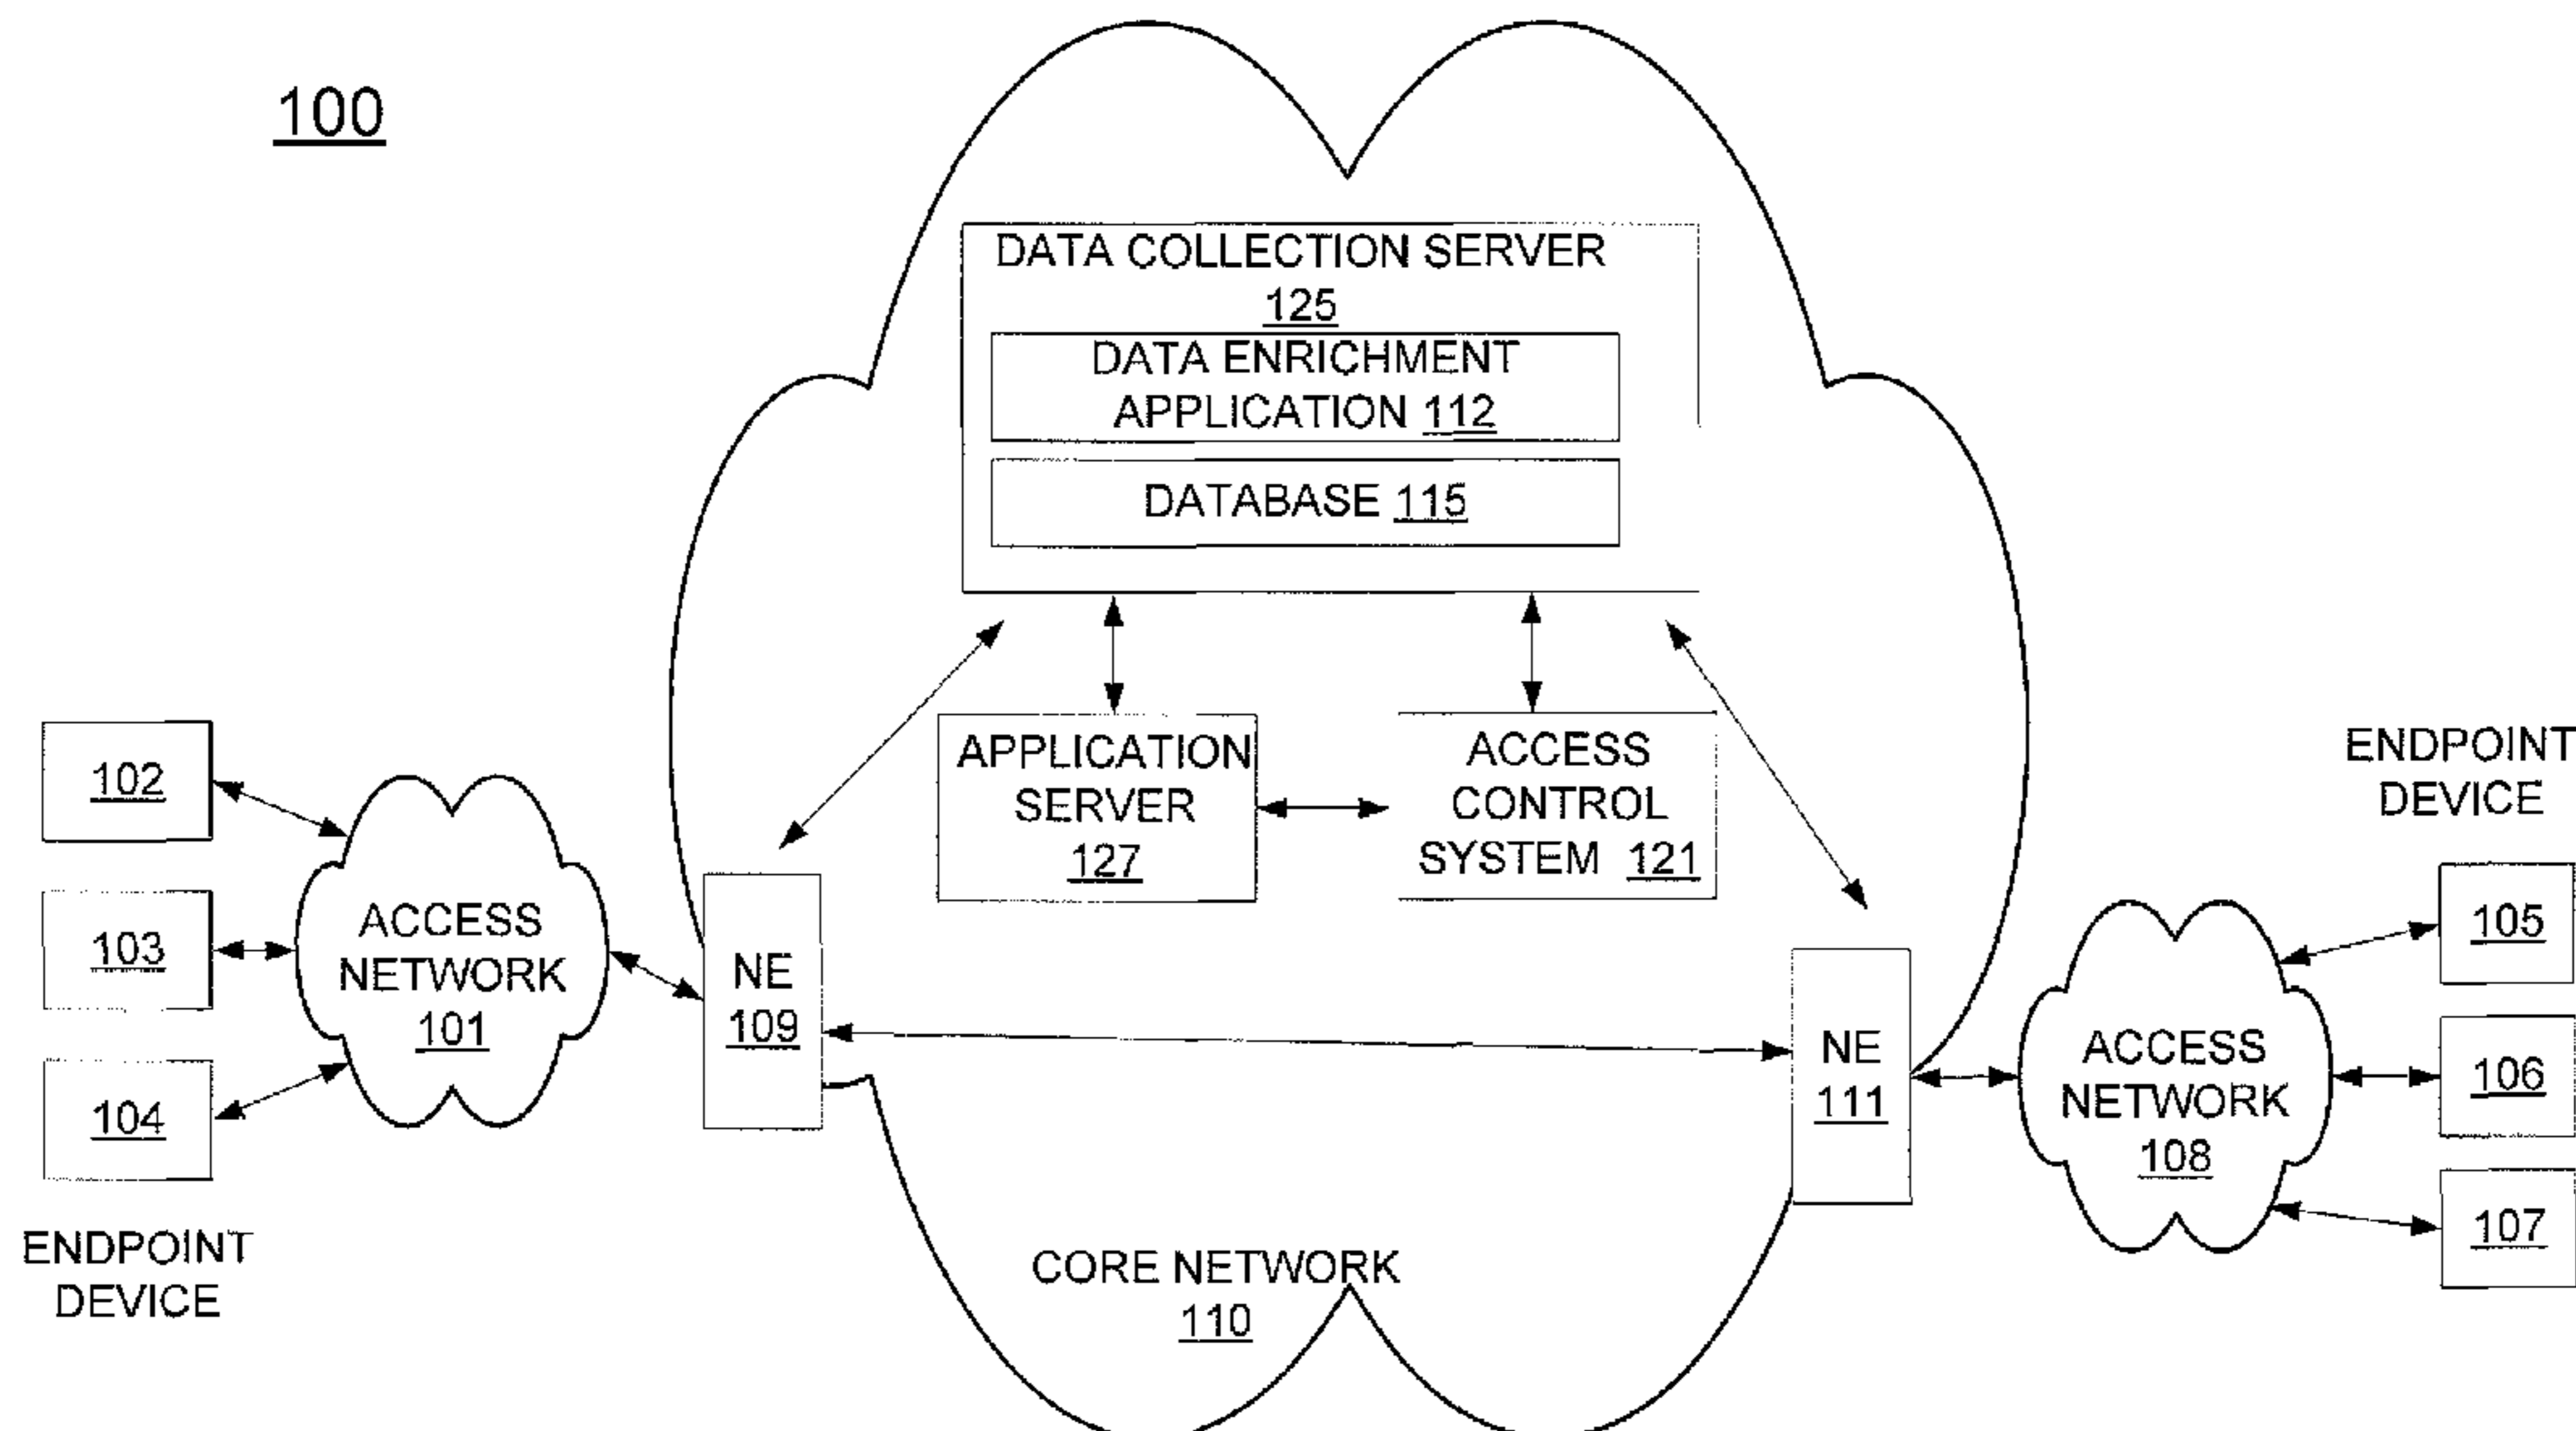 100
DATA COLLECTION SERVER
125
DATA ENRICHMENT
APPLICATION 112
DATABASE 115
APPLICATION
SERVER
127
ACCESS
CONTROL
SYSTEM 121
102
103
104
ENDPOINT
DEVICE
ACCESS
NETWORK
101
NE
109
NE
111
CORE NETWORK
110
ACCESS
NETWORK
108
ENDPOINT
DEVICE
105
106
107